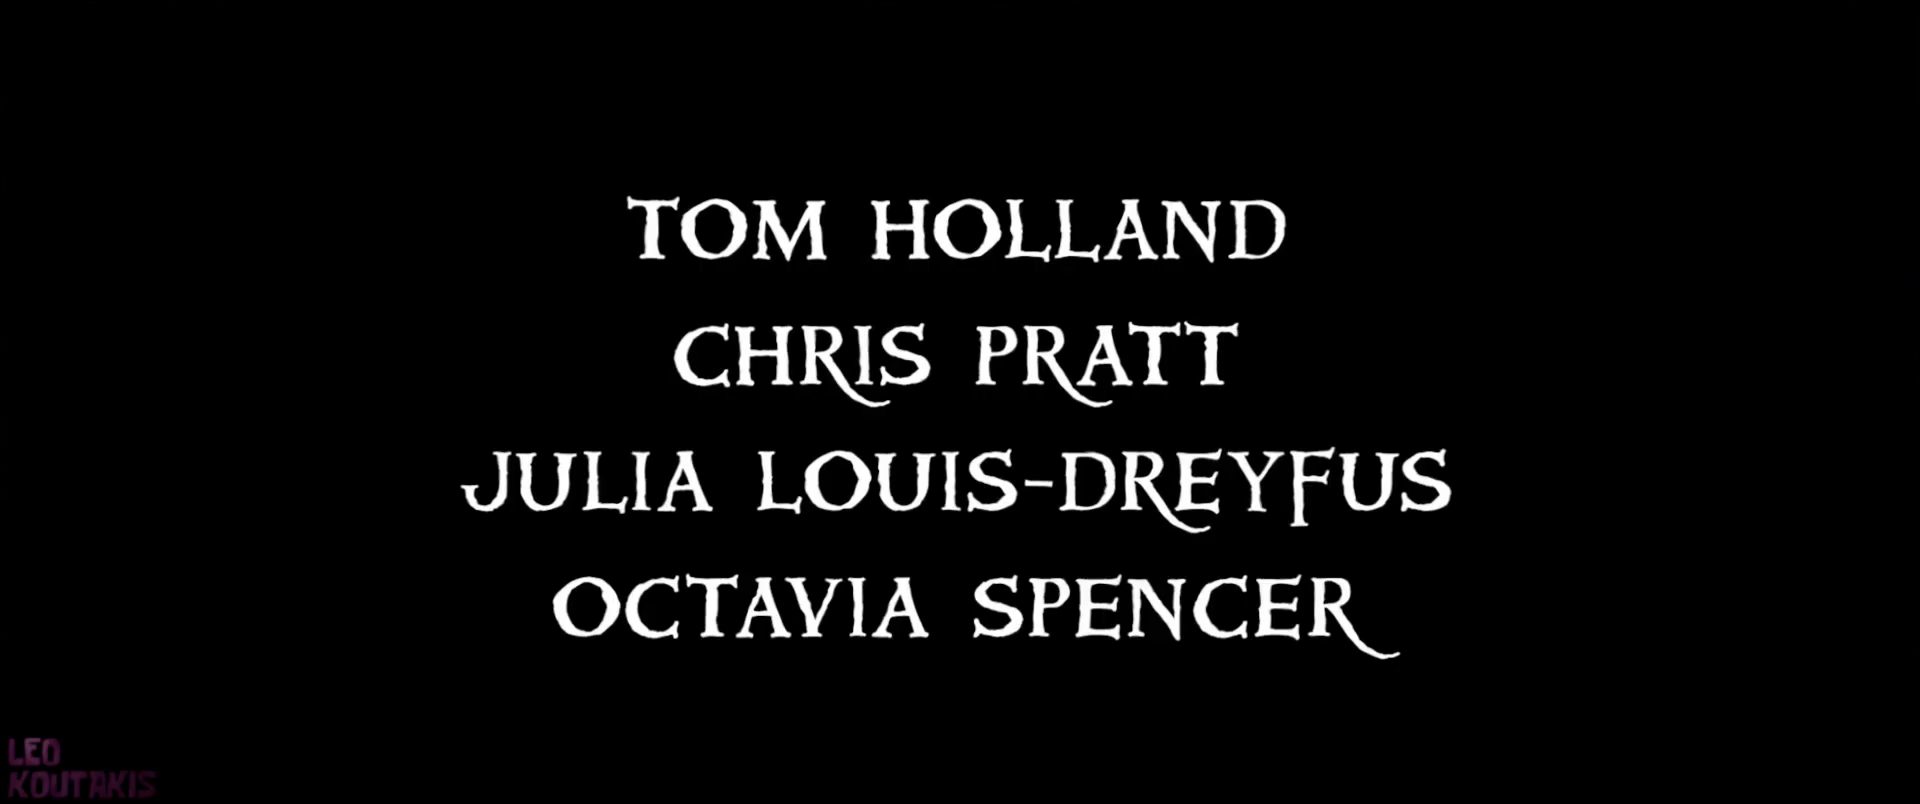 TOM HOLLAND
CHRIS PRATT
JULIA LOUIS-DREYFUS
OCTAVIA SPENCER
LEO
KOUTAKIS